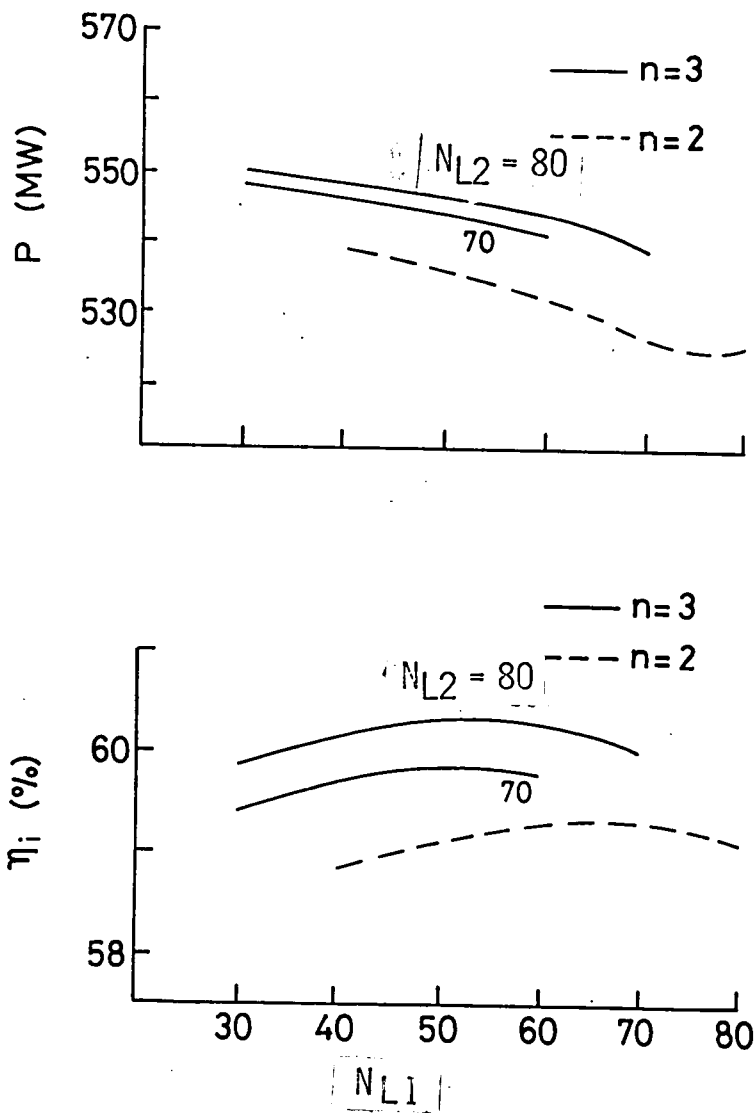 570
550
530
P (MW)
n=3
n=2
N_L2 = 80
70
n=3
n=2
N_L2 = 80
70
60
58
η_i (%)
30 40 50 60 70 80
N_L1